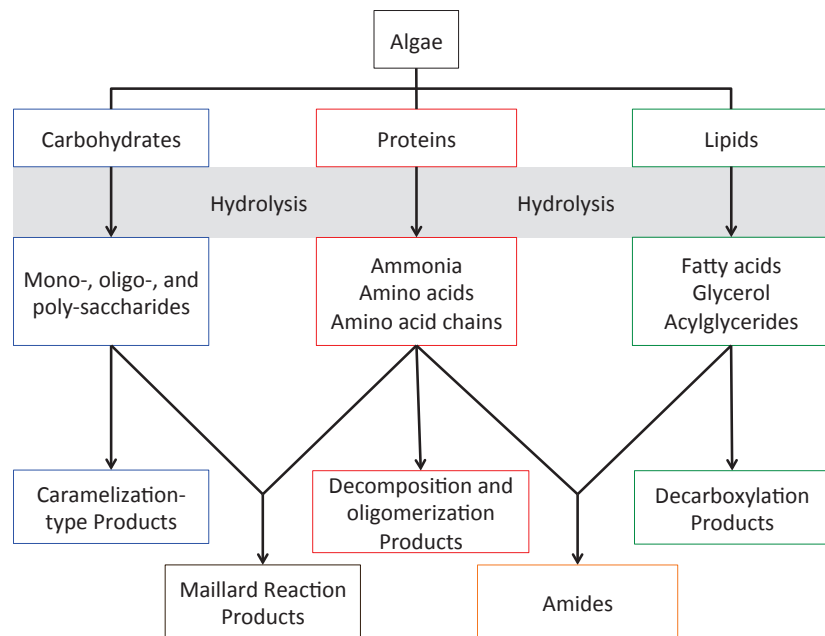 Algae
Carbohydrates
Proteins
Lipids
Hydrolysis
Hydrolysis
Mono-, oligo-, and
poly-saccharides
Ammonia
Amino acids
Amino acid chains
Fatty acids
Glycerol
Acylglycerides
Caramelization-
type Products
Decomposition and
oligomerization
Products
Decarboxylation
Products
Maillard Reaction
Products
Amides